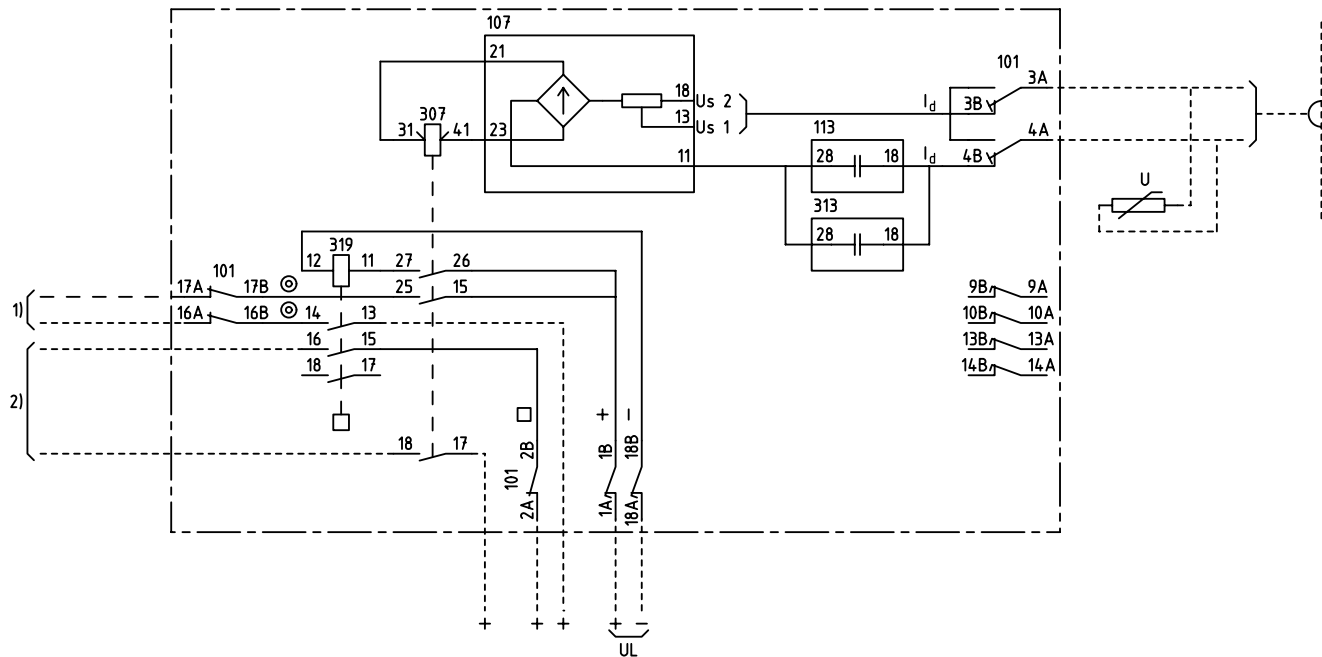 107
21
101
3A
18 Us 2
I d
3B
13 Us 1
307
31 41 23
113
4A
11
28 18
I d
4B
U
313
28 18
319
12 11 27 26
101
17A 17B 25 15
9B 9A
1)
16A 16B 14 13
10B 10A
16 15
13B 13A
18 17
14B 14A
2)
+ −
18 17
2B 1B 18B
101
2A 1A 18A
+ + + + −
UL